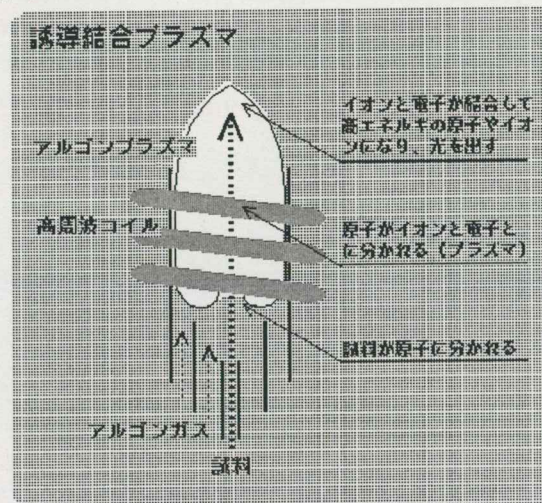 誘導結合プラズマ
イオンと電子が結合して
高エネルギの原子やイオ
ンになり、光を出す
アルゴンプラズマ
高周波コイル
原子がイオンと電子と
に分かれる（プラズマ）
試料が原子に分かれる
アルゴンガス
試料